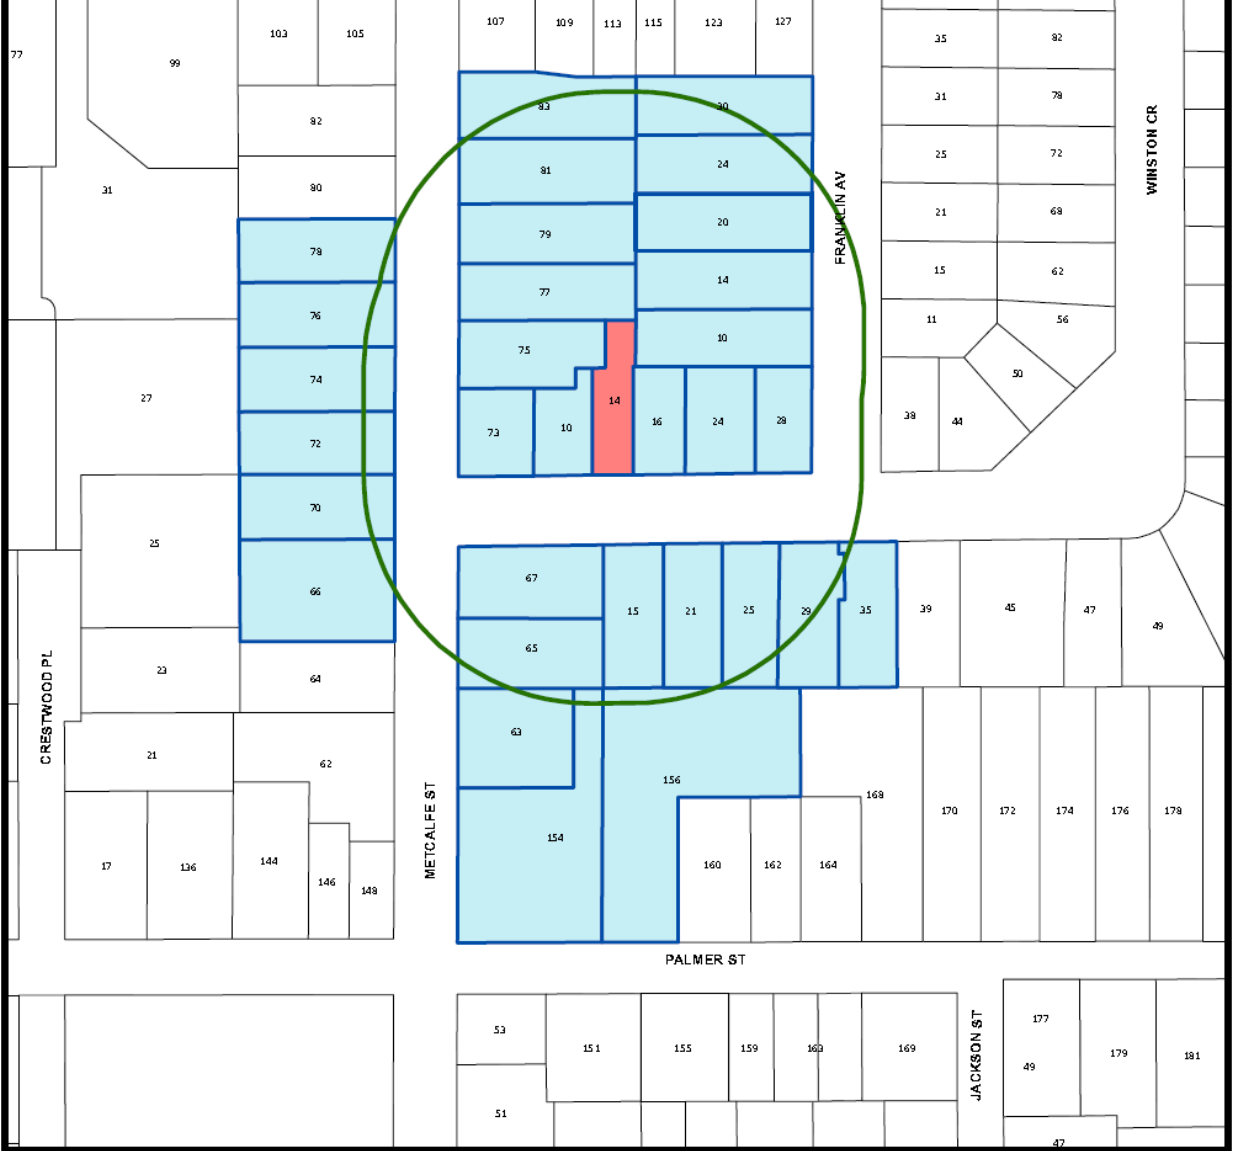 107 109 113 115 123 127
103 105
77
99
35 82
83 30
31 78
82
WINSTON CR
81 24 25 72
31 80
FRANKLIN AV
79 20 21 68
78
77 14 15 62
76
11 56
75 10
74
50
27
14
73 10 16 24 28 38 44
72
70
25
67
66
15 21 25 29 35 39 45 47 49
65
23
64
CRESTWOOD PL
63
21
62
156
168
METCALFE ST
154
170 172 174 176 178
17 136 144 146 148
160 162 164
PALMER ST
53
151 155 159 163 169
177
JACKSON ST
49
179 181
51
47